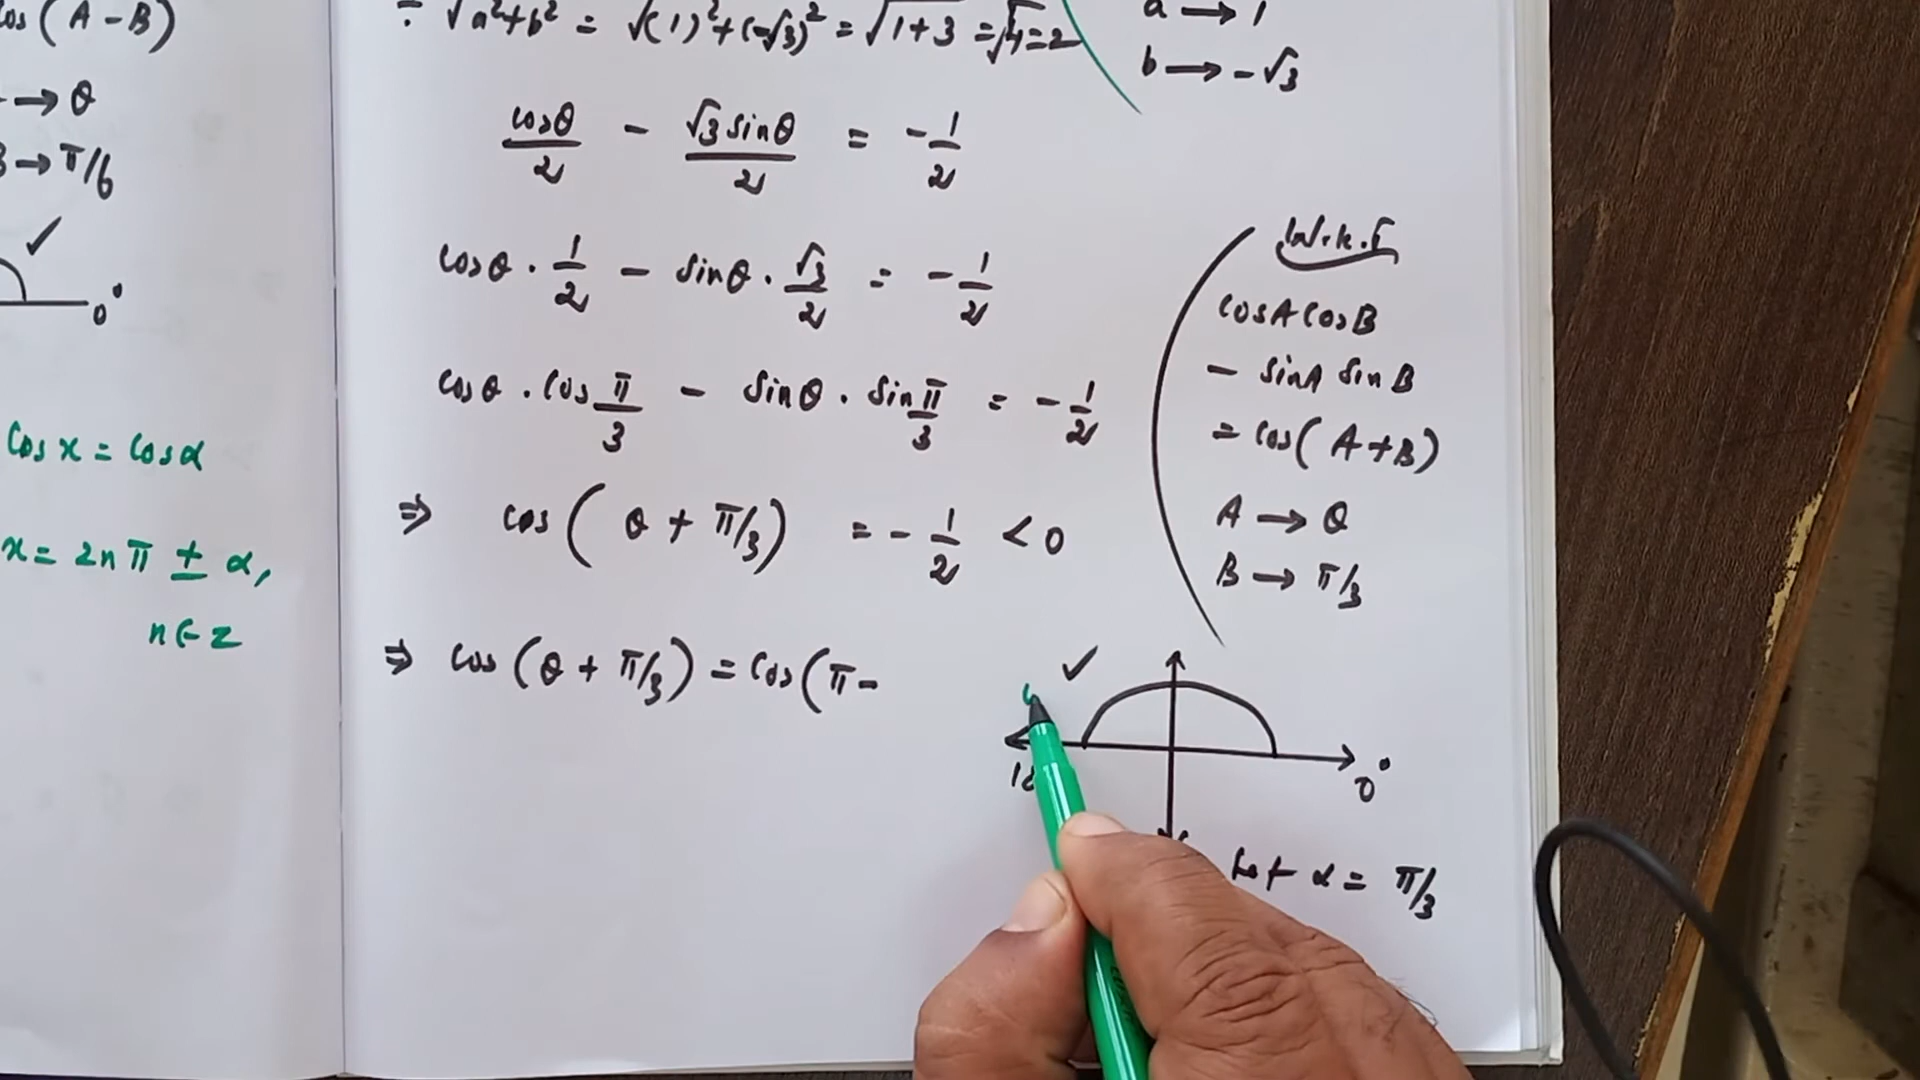 cos(A-B)
→ θ
B → π/6
0°
cos x = cos α
x = 2nπ ± α,
n ∈ z
÷ √a²+b² = √(1)²+(-√3)² = √1+3 = √4 = 2
a → 1
b → -√3
cosθ/2 - √3 sinθ/2 = -1/2
cosθ · 1/2 - sinθ · √3/2 = -1/2
cosθ · cos π/3 - sinθ · sin π/3 = -1/2
⇒ cos(θ + π/3) = -1/2 < 0
⇒ cos(θ + π/3) = cos(π -
W.k.t
cosA cosB
- sinA sinB
= cos(A+B)
A → θ
B → π/3
0°
let α = π/3